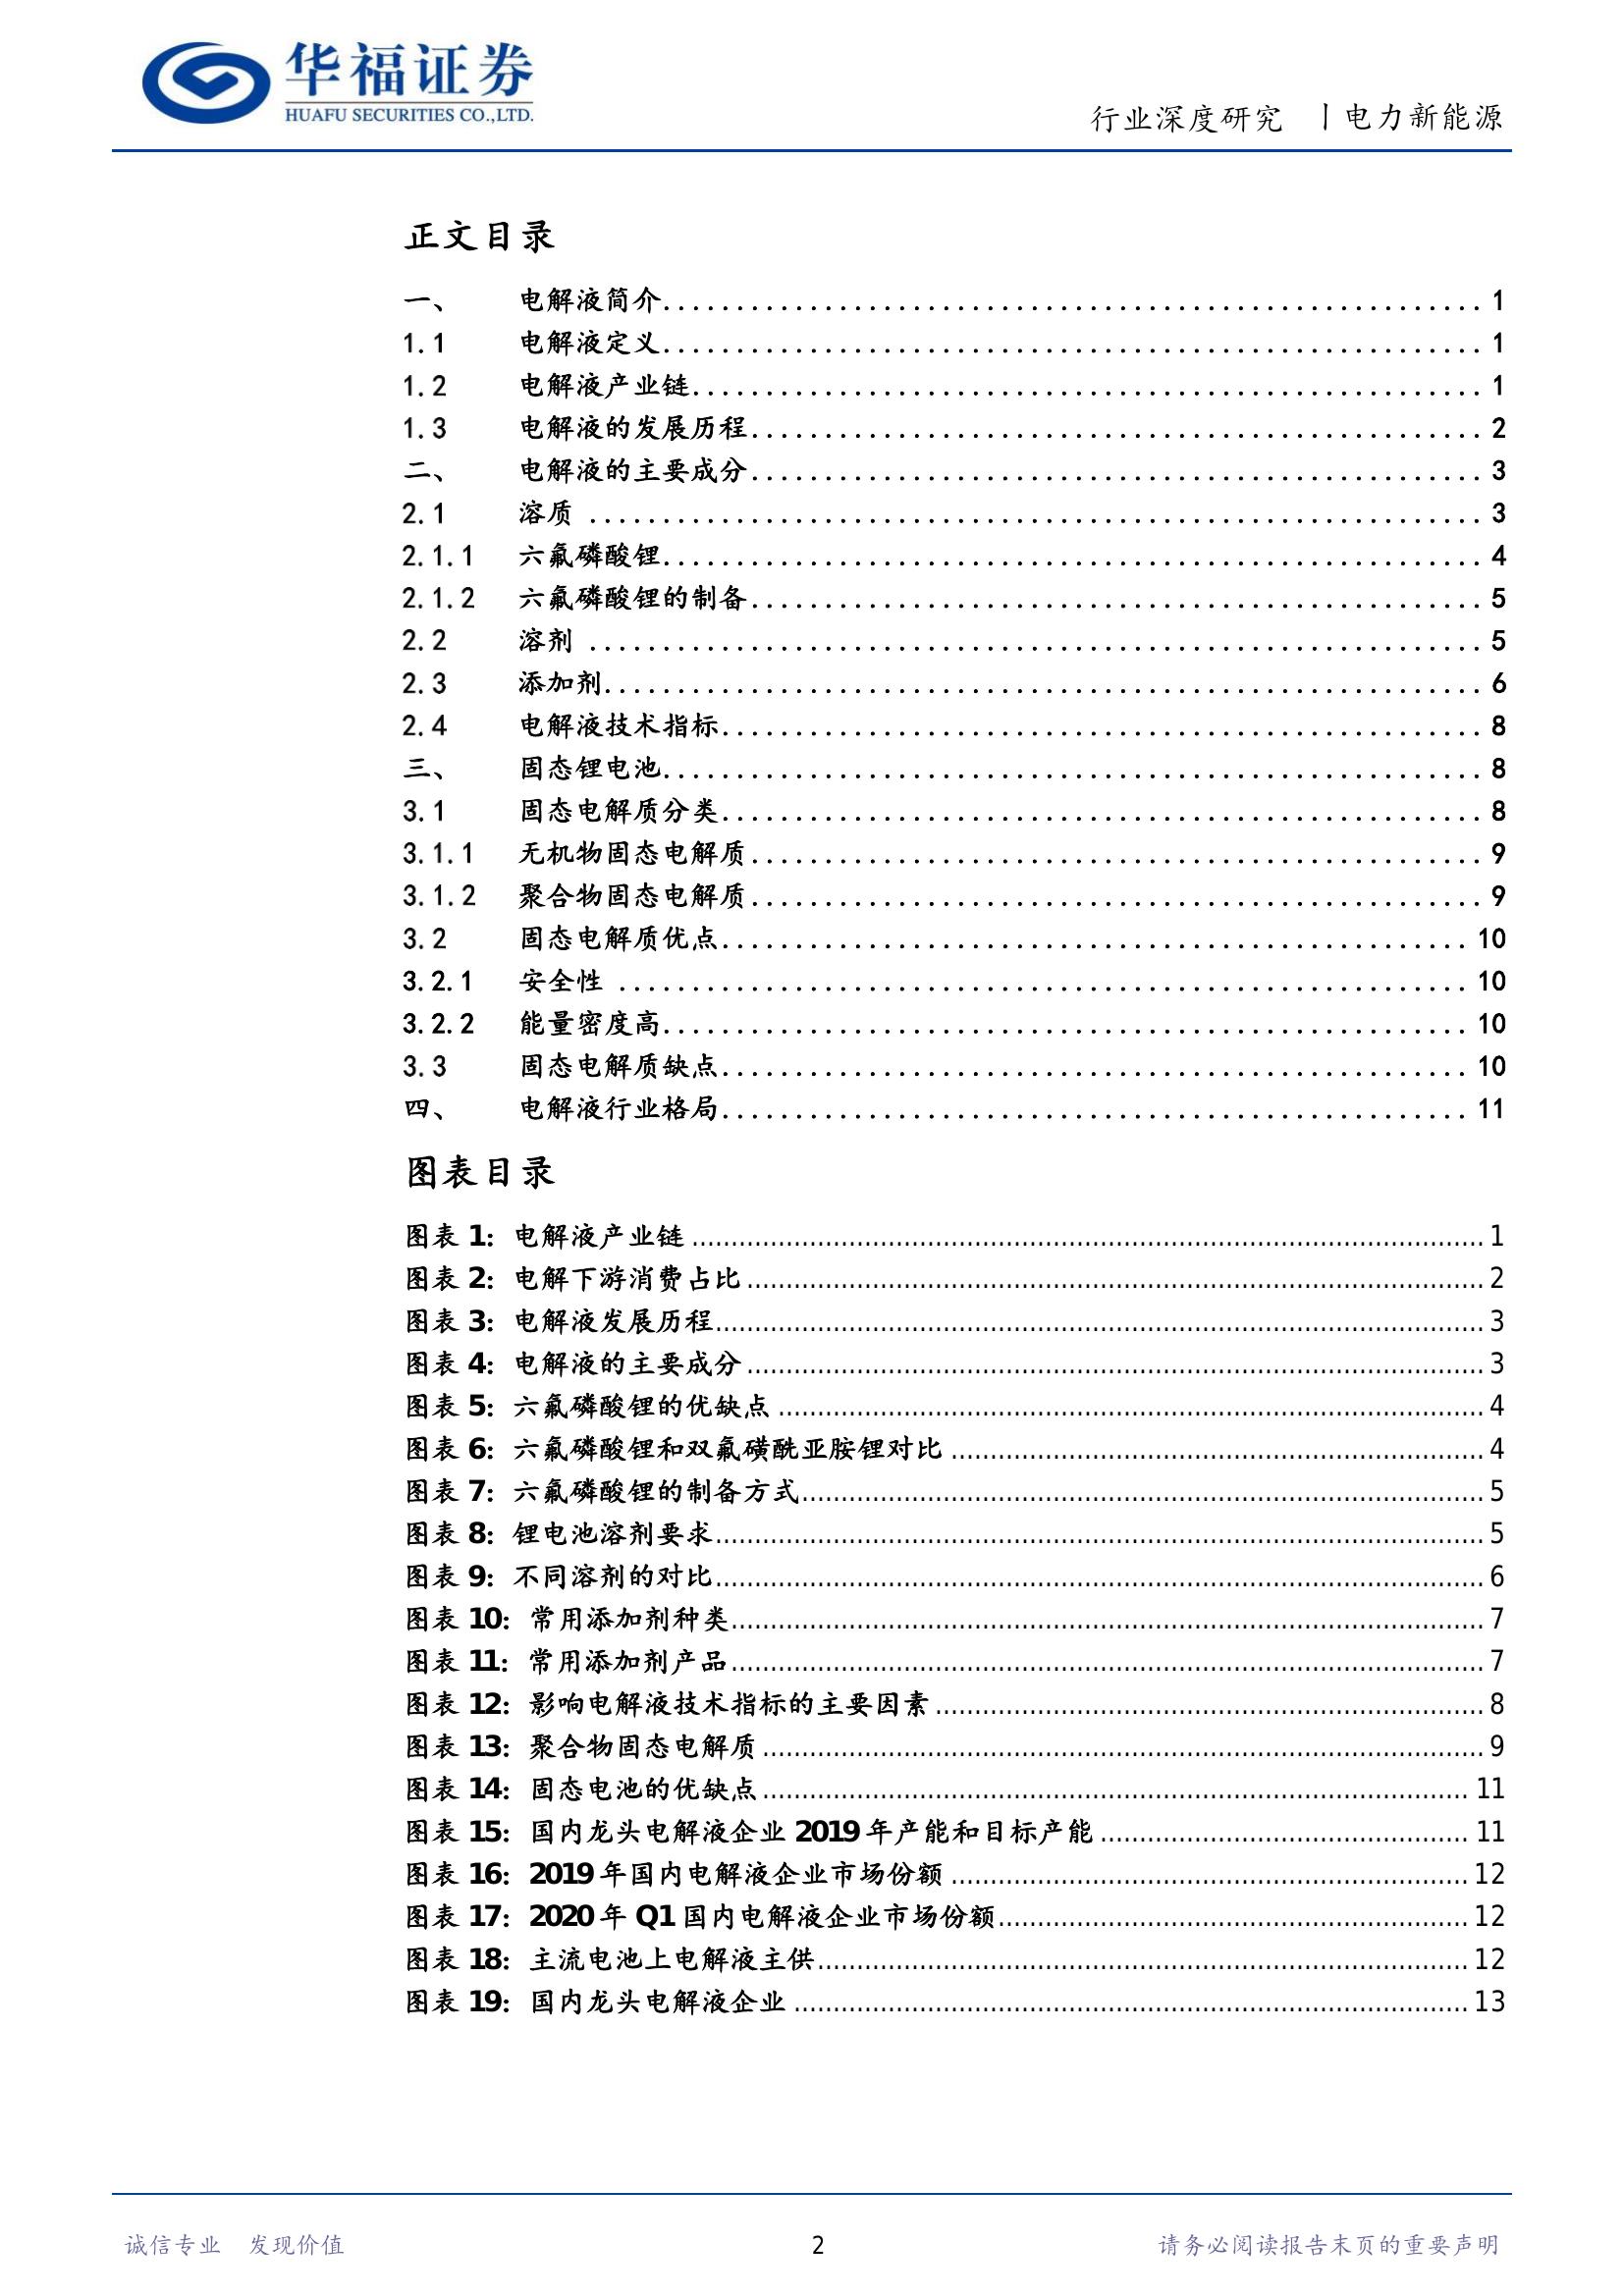 华福证券
HUAFU SECURITIES CO.,LTD.
行业深度研究 丨电力新能源
正文目录
一、 电解液简介 1
1.1 电解液定义 1
1.2 电解液产业链 1
1.3 电解液的发展历程 2
二、 电解液的主要成分 3
2.1 溶质 3
2.1.1 六氟磷酸锂 4
2.1.2 六氟磷酸锂的制备 5
2.2 溶剂 5
2.3 添加剂 6
2.4 电解液技术指标 8
三、 固态锂电池 8
3.1 固态电解质分类 8
3.1.1 无机物固态电解质 9
3.1.2 聚合物固态电解质 9
3.2 固态电解质优点 10
3.2.1 安全性 10
3.2.2 能量密度高 10
3.3 固态电解质缺点 10
四、 电解液行业格局 11
图表目录
图表 1：电解液产业链 1
图表 2：电解下游消费占比 2
图表 3：电解液发展历程 3
图表 4：电解液的主要成分 3
图表 5：六氟磷酸锂的优缺点 4
图表 6：六氟磷酸锂和双氟磺酰亚胺锂对比 4
图表 7：六氟磷酸锂的制备方式 5
图表 8：锂电池溶剂要求 5
图表 9：不同溶剂的对比 6
图表 10：常用添加剂种类 7
图表 11：常用添加剂产品 7
图表 12：影响电解液技术指标的主要因素 8
图表 13：聚合物固态电解质 9
图表 14：固态电池的优缺点 11
图表 15：国内龙头电解液企业 2019 年产能和目标产能 11
图表 16：2019 年国内电解液企业市场份额 12
图表 17：2020 年 Q1 国内电解液企业市场份额 12
图表 18：主流电池上电解液主供 12
图表 19：国内龙头电解液企业 13
诚信专业 发现价值 2 请务必阅读报告末页的重要声明